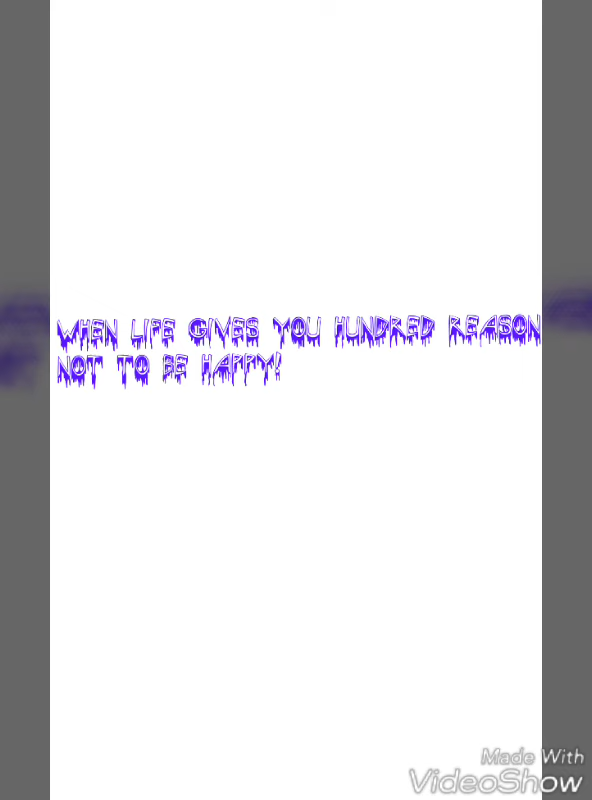 WHEN LIFE GIVES YOU HUNDRED REASON
NOT TO BE HAPPY!
Made With
VideoShow